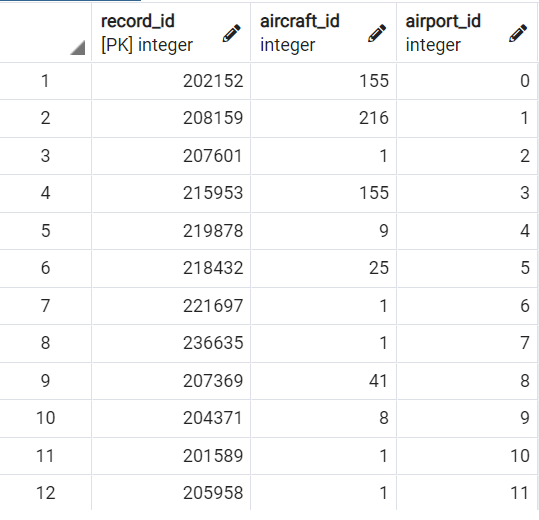 record_id aircraft_id airport_id
[PK] integer integer integer
1 202152 155 0
2 208159 216 1
3 207601 1 2
4 215953 155 3
5 219878 9 4
6 218432 25 5
7 221697 1 6
8 236635 1 7
9 207369 41 8
10 204371 8 9
11 201589 1 10
12 205958 1 11